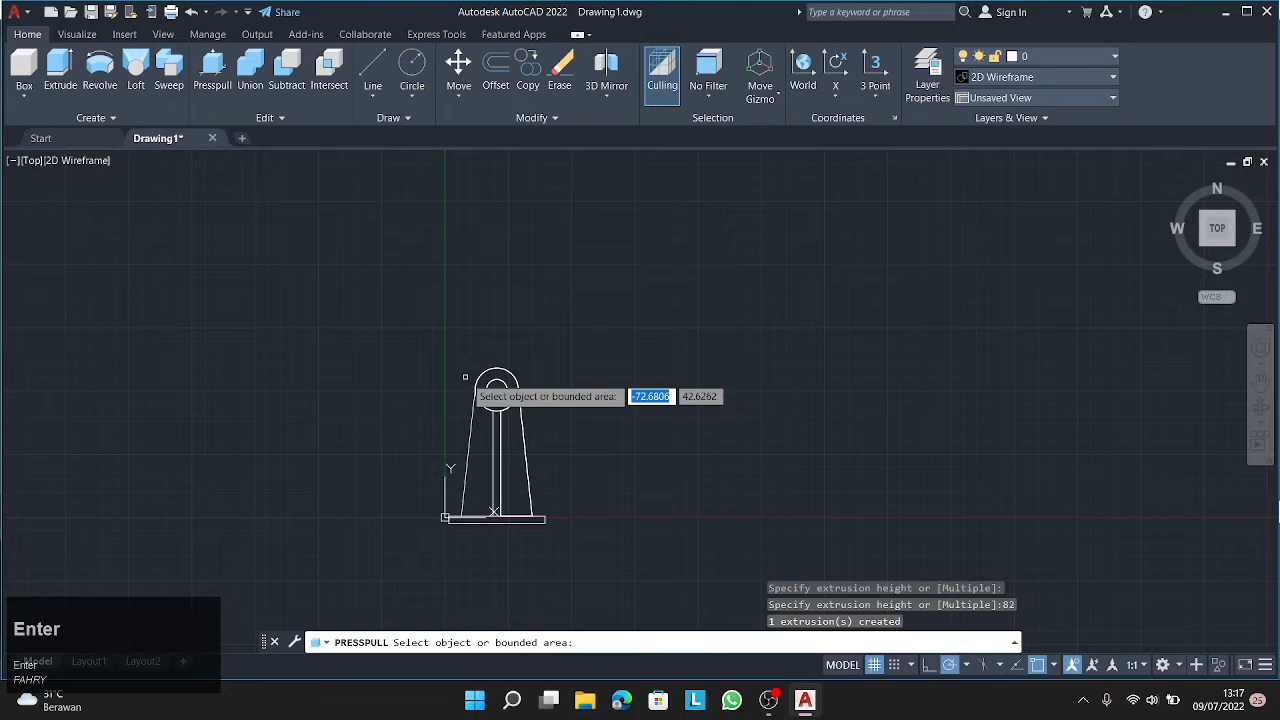 Share
Autodesk AutoCAD 2022 Drawing1.dwg
Type a keyword or phrase
Sign In
Home Visualize Insert View Manage Output Add-ins Collaborate Express Tools Featured Apps
Box Extrude Revolve Loft Sweep Presspull Union Subtract Intersect Line Circle Move Offset Copy Erase 3D Mirror Culling No Filter Move Gizmo World X 3 Point Layer Properties
0
2D Wireframe
Unsaved View
Create Edit Draw Modify Selection Coordinates Layers & View
Start Drawing1*
[−][Top][2D Wireframe]
N
W TOP E
S
WCS
Select object or bounded area: -72.6806 42.6262
Y
X
Specify extrusion height or [Multiple]:
Specify extrusion height or [Multiple]:82
1 extrusion(s) created
PRESSPULL Select object or bounded area:
Enter
Enter
FAHRY
Model Layout1 Layout2
MODEL 1:1
31°C
Berawan
13:17
25